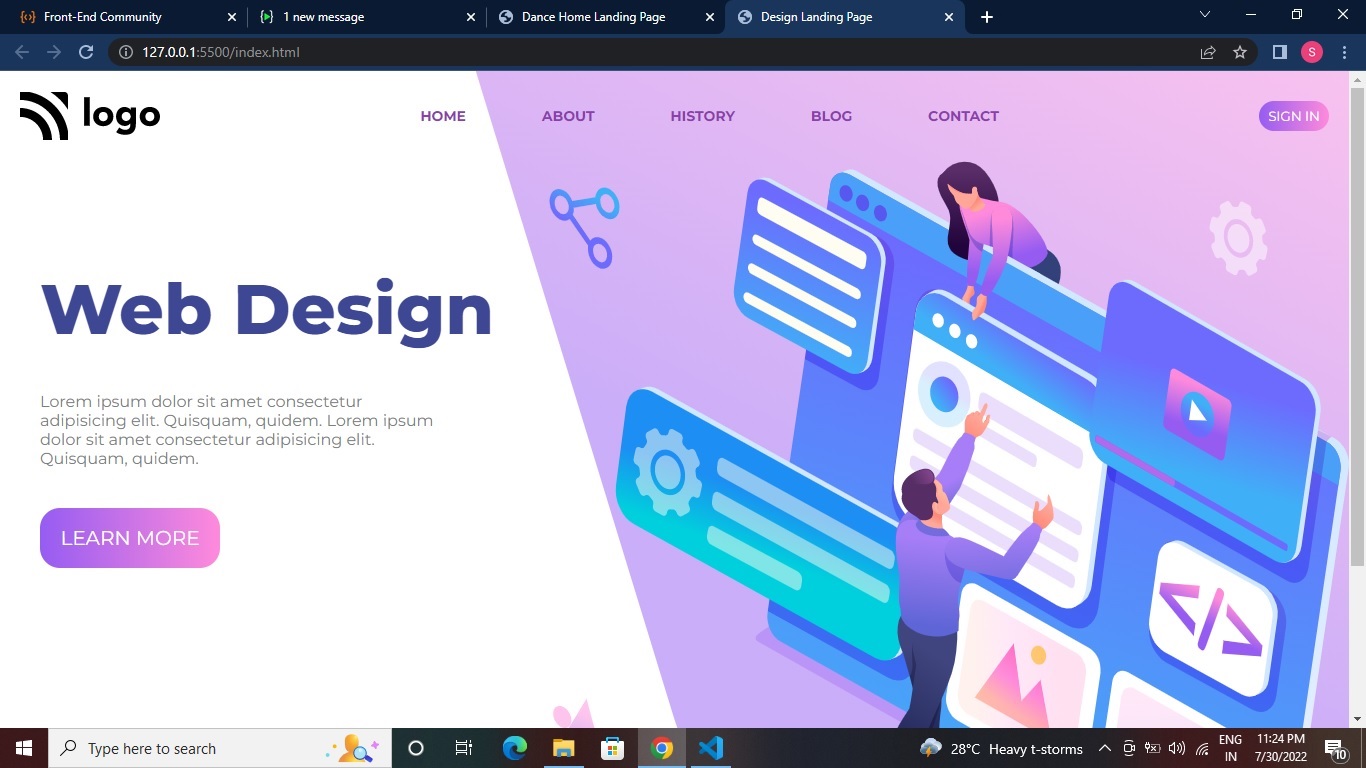 Front-End Community
1 new message
Dance Home Landing Page
Design Landing Page
127.0.0.1:5500/index.html
S
logo
HOME
ABOUT
HISTORY
BLOG
CONTACT
SIGN IN
Web Design
Lorem ipsum dolor sit amet consectetur
adipisicing elit. Quisquam, quidem. Lorem ipsum
dolor sit amet consectetur adipisicing elit.
Quisquam, quidem.
LEARN MORE
</>
Type here to search
28°C Heavy t-storms
ENG
IN
11:24 PM
7/30/2022
10